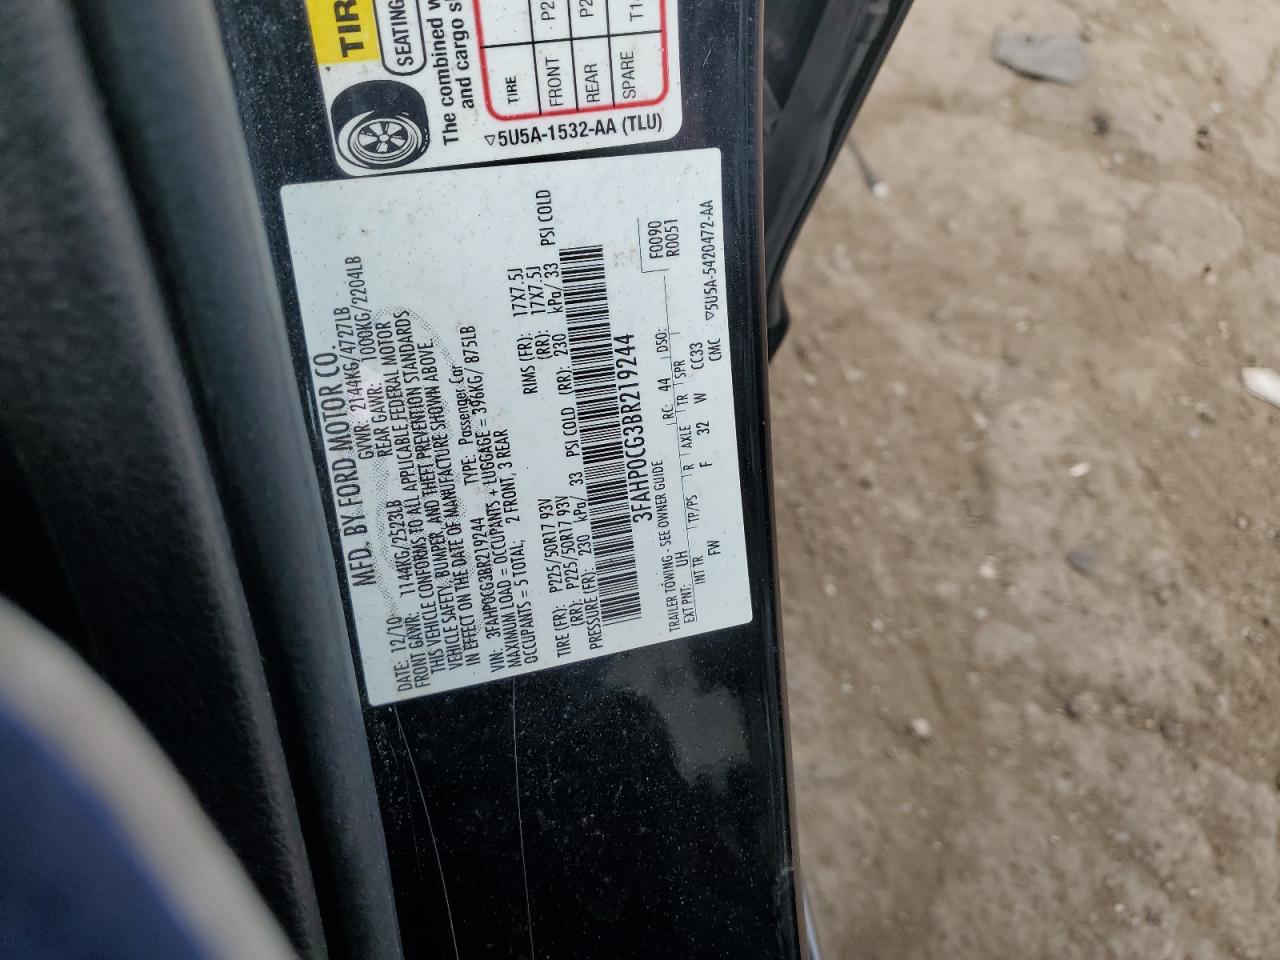 TIR
SEATING
The combined w
and cargo s
TIRE
FRONT P2
REAR P2
SPARE T1
5U5A-1532-AA (TLU)
MFD. BY FORD MOTOR CO.
DATE: 12/10 GVWR: 2144KG/4727LB
FRONT GAWR: 1144KG/2523LB REAR GAWR: 1000KG/2204LB
THIS VEHICLE CONFORMS TO ALL APPLICABLE FEDERAL MOTOR
VEHICLE SAFETY, BUMPER, AND THEFT PREVENTION STANDARDS
IN EFFECT ON THE DATE OF MANUFACTURE SHOWN ABOVE.
VIN: 3FAHP0CG3BR219244 TYPE: Passenger Car
MAXIMUM LOAD = OCCUPANTS + LUGGAGE = 396KG/ 875LB
OCCUPANTS = 5 TOTAL, 2 FRONT, 3 REAR
TIRE (FR): P225/50R17 93V RIMS (FR): 17X7.5J
(RR): P225/50R17 93V (RR): 17X7.5J
PRESSURE (FR): 230 kPa/ 33 PSI COLD (RR): 230 kPa/ 33 PSI COLD
3FAHP0CG3BR219244
TRAILER TOWING - SEE OWNER GUIDE F0090
EXT PNT: UH RC: 44 DSO: R0051
INT TR TP/PS R AXLE TR SPR
FW F 32 W CC33
CMC 5U5A-5420472-AA